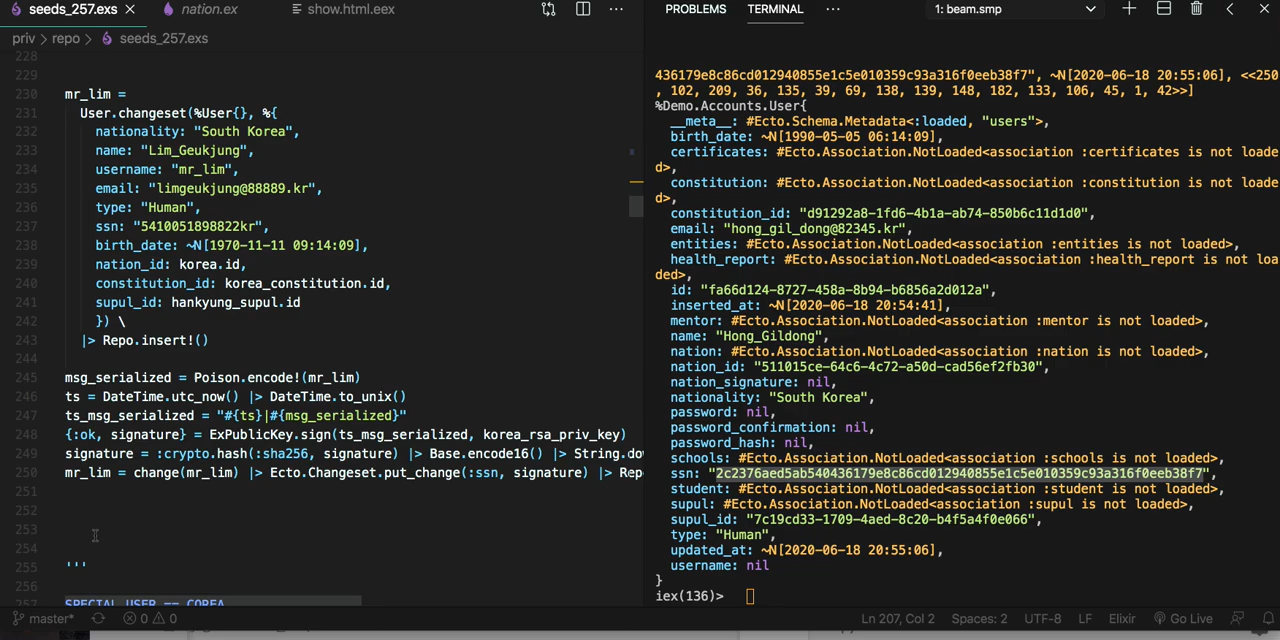 seeds_257.exs
nation.ex
show.html.eex
priv > repo > seeds_257.exs
228
229
230 mr_lim =
231 User.changeset(%User{}, %{
232 nationality: "South Korea",
233 name: "Lim_Geukjung",
234 username: "mr_lim",
235 email: "limgeukjung@88889.kr",
236 type: "Human",
237 ssn: "5410051898822kr",
238 birth_date: ~N[1970-11-11 09:14:09],
239 nation_id: korea.id,
240 constitution_id: korea_constitution.id,
241 supul_id: hankyung_supul.id
242 }) \
243 |> Repo.insert!()
244
245 msg_serialized = Poison.encode!(mr_lim)
246 ts = DateTime.utc_now() |> DateTime.to_unix()
247 ts_msg_serialized = "#{ts}|#{msg_serialized}"
248 {:ok, signature} = ExPublicKey.sign(ts_msg_serialized, korea_rsa_priv_key)
249 signature = :crypto.hash(:sha256, signature) |> Base.encode16() |> String.do
250 mr_lim = change(mr_lim) |> Ecto.Changeset.put_change(:ssn, signature) |> Rep
251
252
253
254
255 '''
256
257 SPECIAL USER == COREA
PROBLEMS TERMINAL ··· 1: beam.smp
436179e8c86cd012940855e1c5e010359c93a316f0eeb38f7", ~N[2020-06-18 20:55:06], <<250
, 102, 209, 36, 135, 39, 69, 138, 139, 148, 182, 133, 106, 45, 1, 42>>]
%Demo.Accounts.User{
__meta__: #Ecto.Schema.Metadata<:loaded, "users">,
birth_date: ~N[1990-05-05 06:14:09],
certificates: #Ecto.Association.NotLoaded<association :certificates is not loade
d>,
constitution: #Ecto.Association.NotLoaded<association :constitution is not loade
d>,
constitution_id: "d91292a8-1fd6-4b1a-ab74-850b6c11d1d0",
email: "hong_gil_dong@82345.kr",
entities: #Ecto.Association.NotLoaded<association :entities is not loaded>,
health_report: #Ecto.Association.NotLoaded<association :health_report is not loa
ded>,
id: "fa66d124-8727-458a-8b94-b6856a2d012a",
inserted_at: ~N[2020-06-18 20:54:41],
mentor: #Ecto.Association.NotLoaded<association :mentor is not loaded>,
name: "Hong_Gildong",
nation: #Ecto.Association.NotLoaded<association :nation is not loaded>,
nation_id: "511015ce-64c6-4c72-a50d-cad56ef2fb30",
nation_signature: nil,
nationality: "South Korea",
password: nil,
password_confirmation: nil,
password_hash: nil,
schools: #Ecto.Association.NotLoaded<association :schools is not loaded>,
ssn: "2c2376aed5ab540436179e8c86cd012940855e1c5e010359c93a316f0eeb38f7",
student: #Ecto.Association.NotLoaded<association :student is not loaded>,
supul: #Ecto.Association.NotLoaded<association :supul is not loaded>,
supul_id: "7c19cd33-1709-4aed-8c20-b4f5a4f0e066",
type: "Human",
updated_at: ~N[2020-06-18 20:55:06],
username: nil
}
iex(136)>
master* 0 0 Ln 207, Col 2 Spaces: 2 UTF-8 LF Elixir Go Live